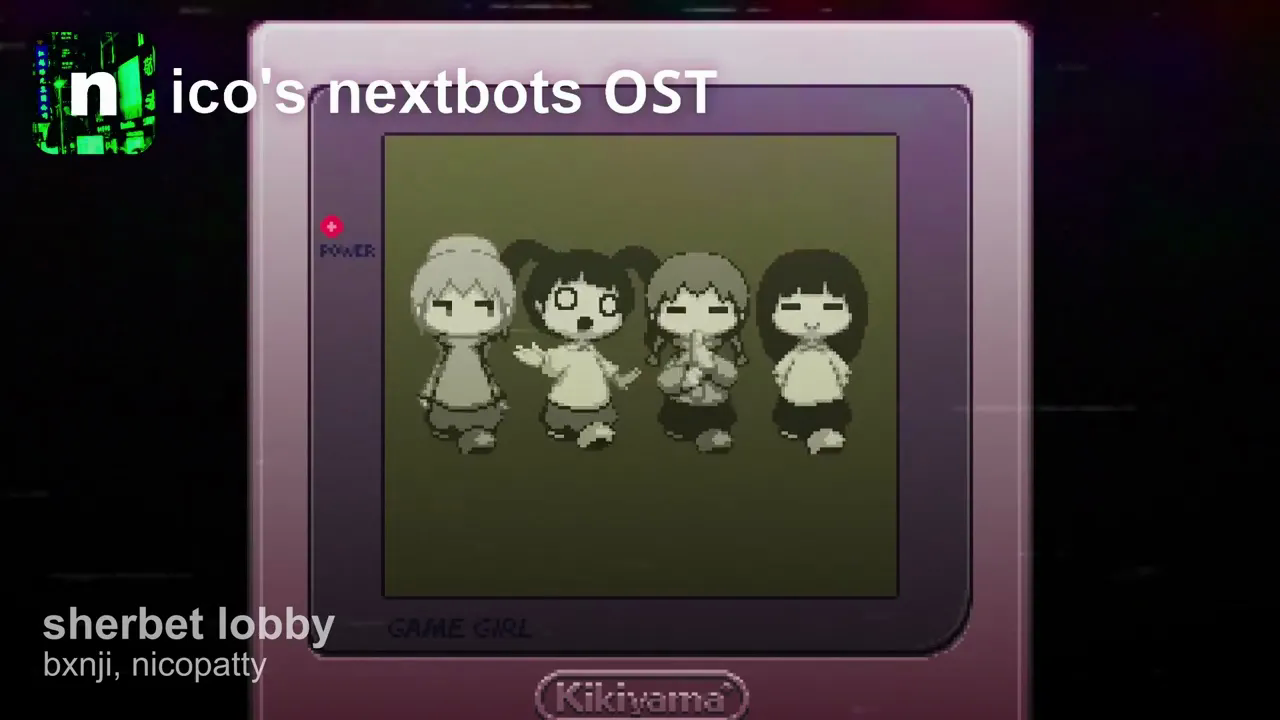 n ico's nextbots OST
POWER
sherbet lobby
bxnji, nicopatty
GAME GIRL
Kikiyama